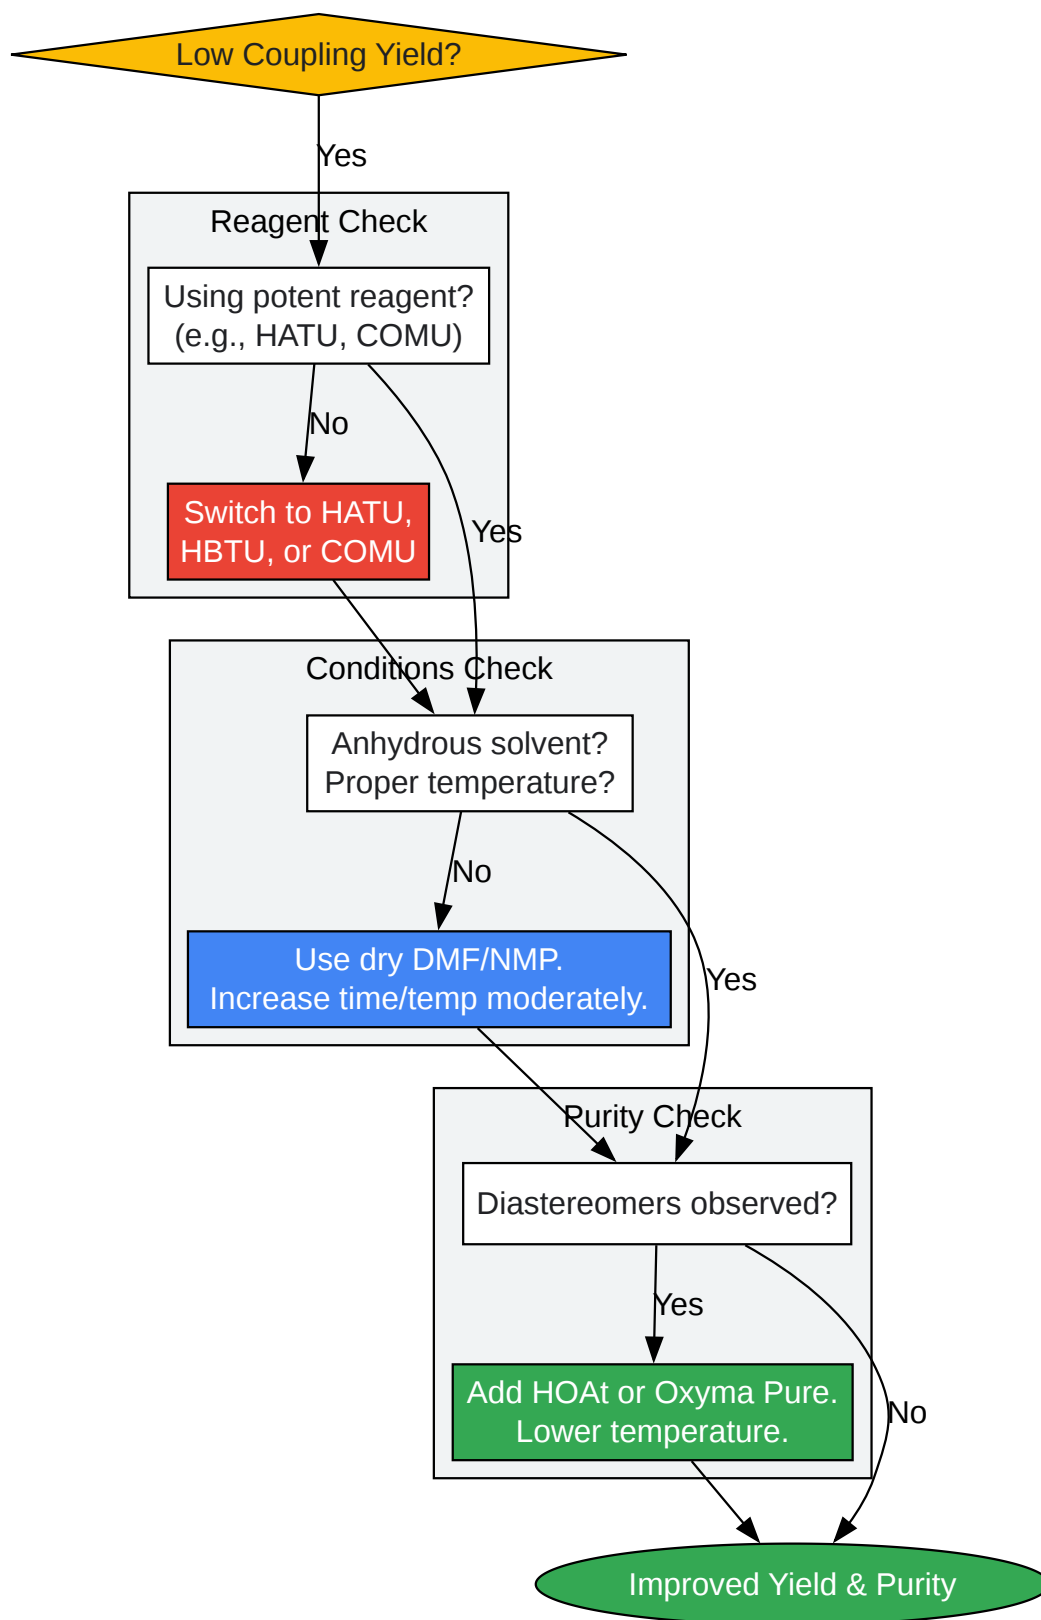 Low Coupling Yield?
Yes
Reagent Check
Using potent reagent?
(e.g., HATU, COMU)
No
Switch to HATU,
HBTU, or COMU
Yes
Conditions Check
Anhydrous solvent?
Proper temperature?
No
Use dry DMF/NMP.
Increase time/temp moderately.
Yes
Purity Check
Diastereomers observed?
Yes
Add HOAt or Oxyma Pure.
Lower temperature.
No
Improved Yield & Purity